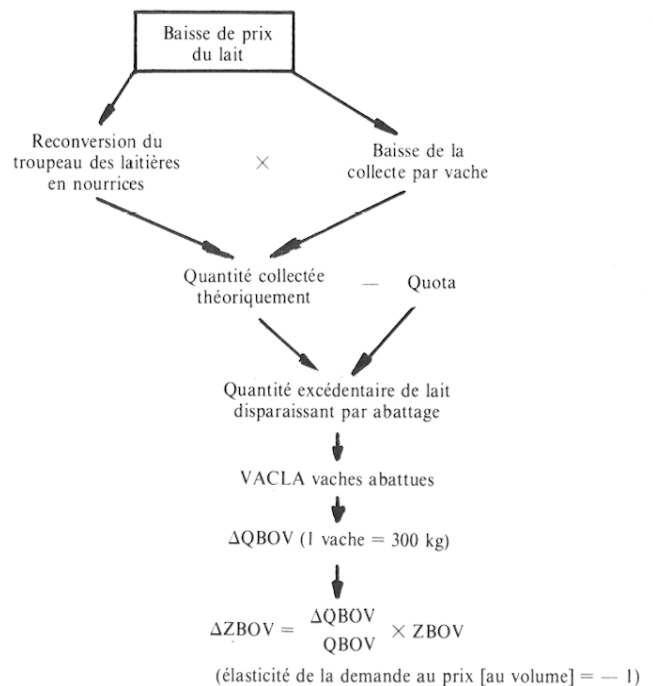 Baisse de prix
du lait
Reconversion du
troupeau des laitières
en nourrices
×
Baisse de la
collecte par vache
Quantité collectée
théoriquement
—
Quota
Quantité excédentaire de lait
disparaissant par abattage
VACLA vaches abattues
ΔQBOV (1 vache = 300 kg)
ΔZBOV = ΔQBOV / QBOV × ZBOV
(élasticité de la demande au prix [au volume] = — 1)